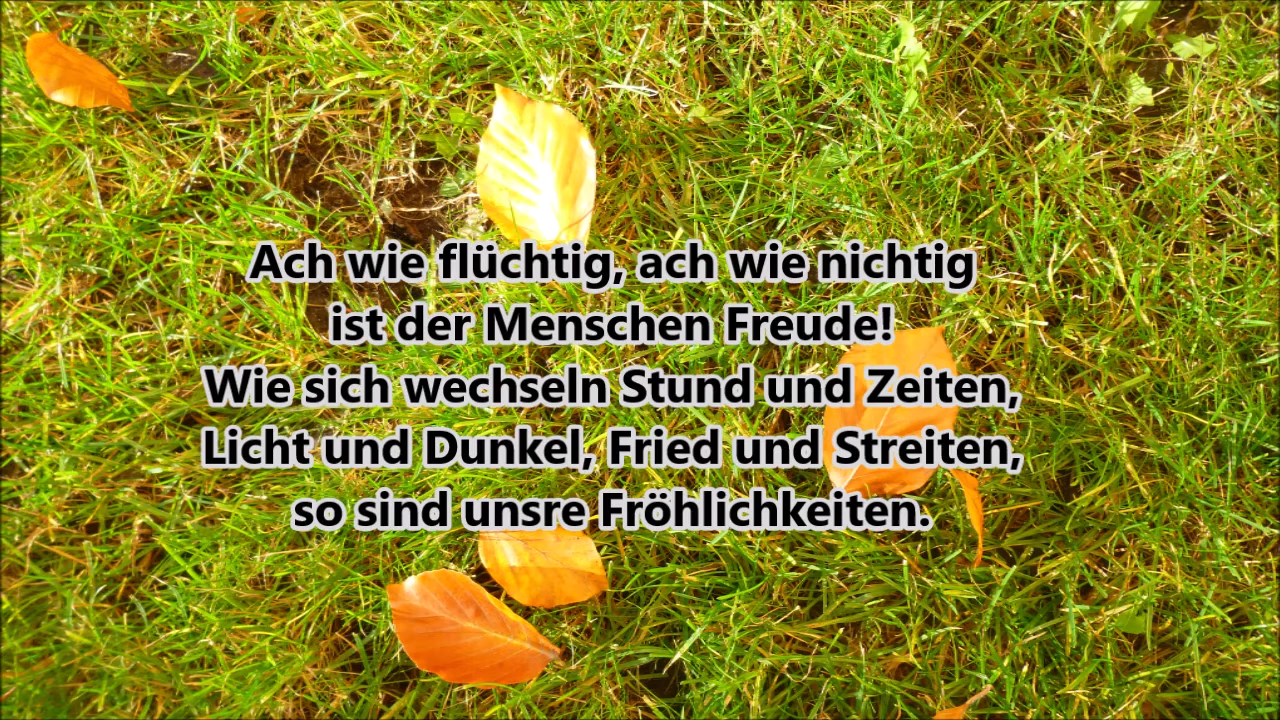 Ach wie flüchtig, ach wie nichtig
ist der Menschen Freude!
Wie sich wechseln Stund und Zeiten,
Licht und Dunkel, Fried und Streiten,
so sind unsre Fröhlichkeiten.